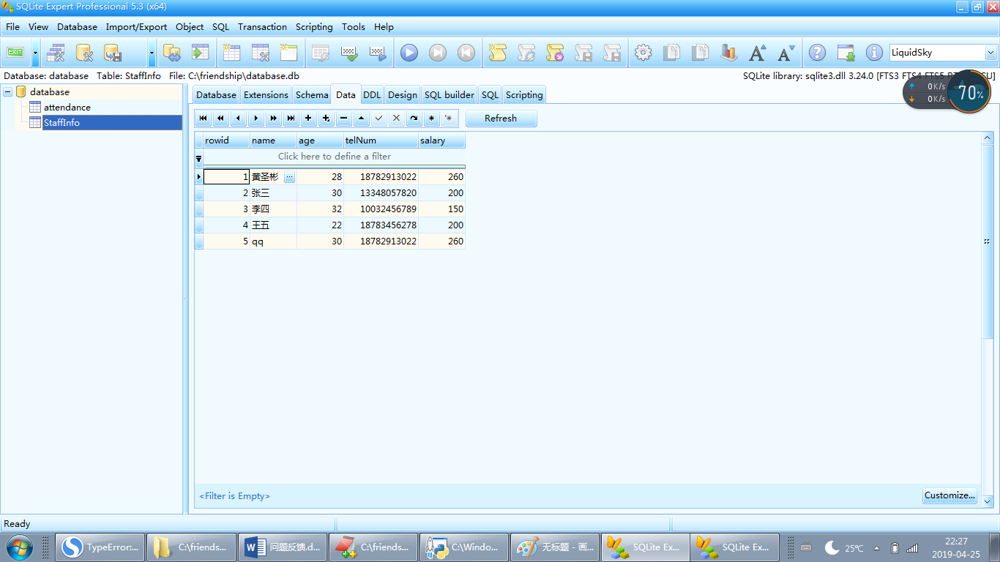 SQLite Expert Professional 5.3 (x64)
File View Database Import/Export Object SQL Transaction Scripting Tools Help
EXIT
LiquidSky
Database: database Table: StaffInfo File: C:\friendship\database.db
SQLite library: sqlite3.dll 3.24.0 [FTS3 FTS4 FTS5
0K/s
0K/s
70%
database
attendance
StaffInfo
Database Extensions Schema Data DDL Design SQL builder SQL Scripting
Refresh
rowid name age telNum salary
Click here to define a filter
1 黄圣彬 28 18782913022 260
2 张三 30 13348057820 200
3 李四 32 10032456789 150
4 王五 22 18783456278 200
5 qq 30 18782913022 260
<Filter is Empty>
Customize...
Ready
TypeError:... C:\friends... 问题反馈.d... C:\friends... C:\Windo... 无标题 - 画... SQLite Ex... SQLite Ex...
25℃
22:27
2019-04-25